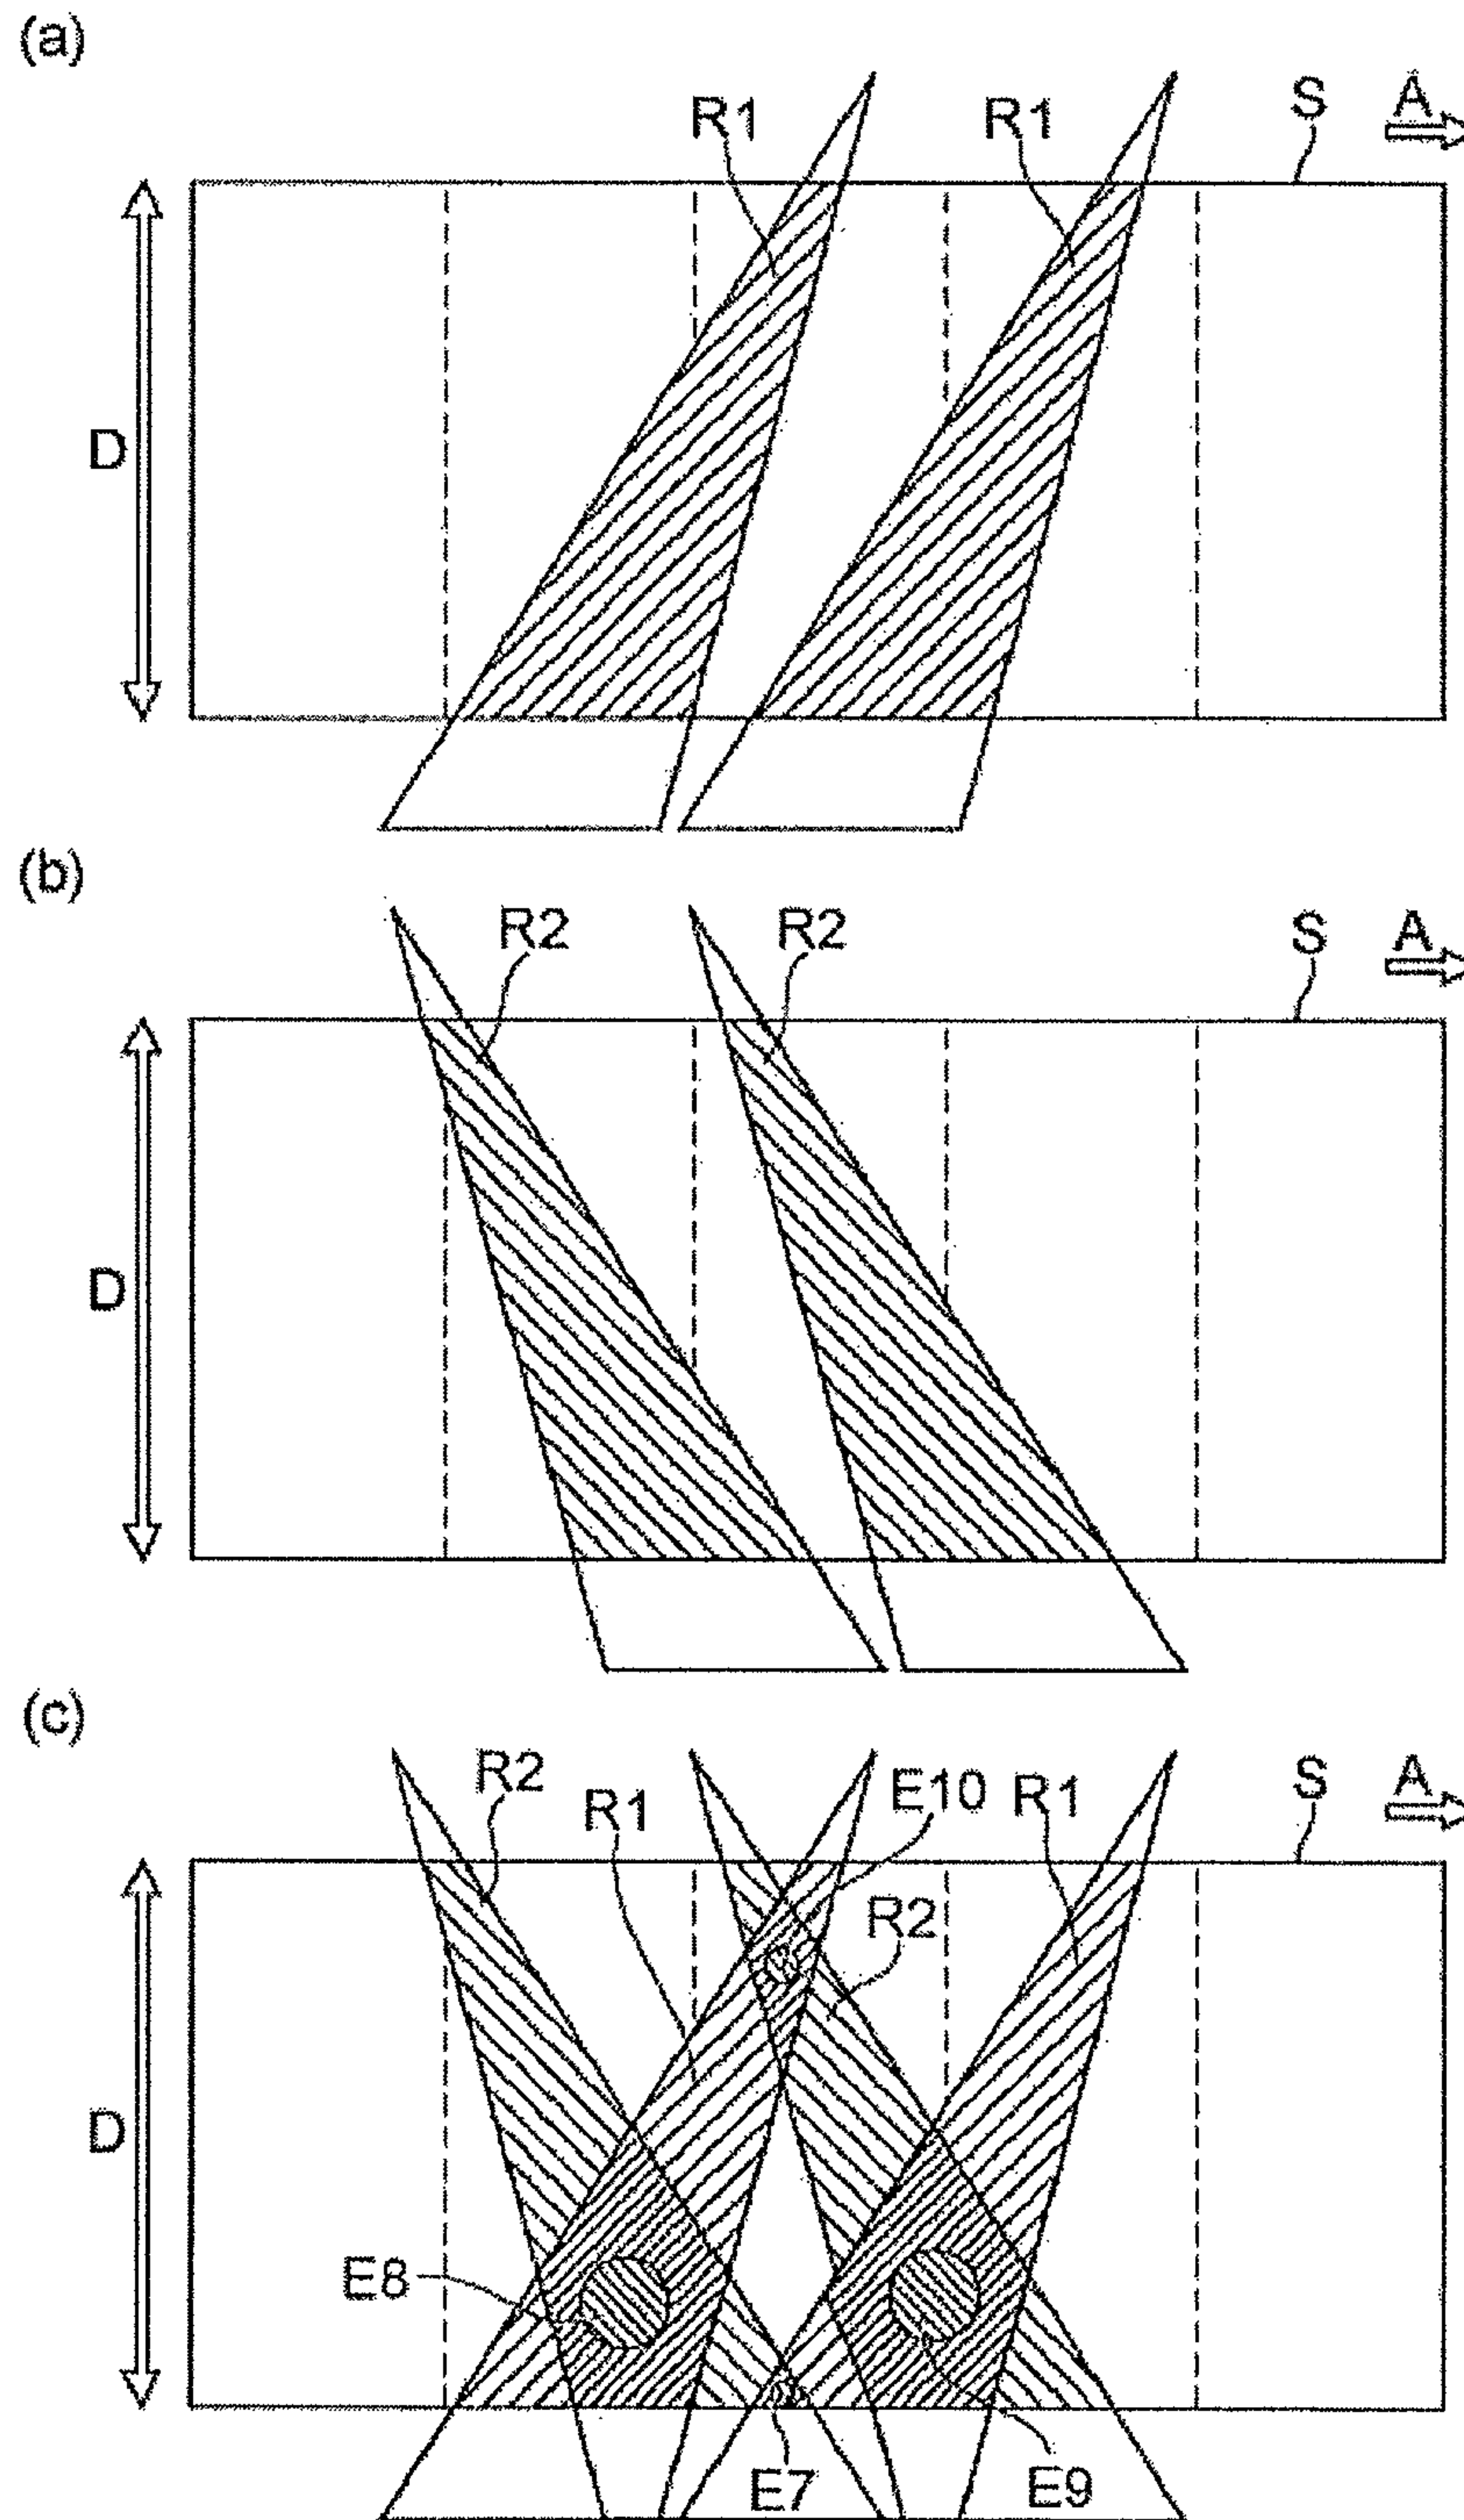 (a)
R1 R1 S A
D
(b)
R2 R2 S A
D
(c)
R2 R1 E10 R1 S A
R2
D
E8
E7 E9